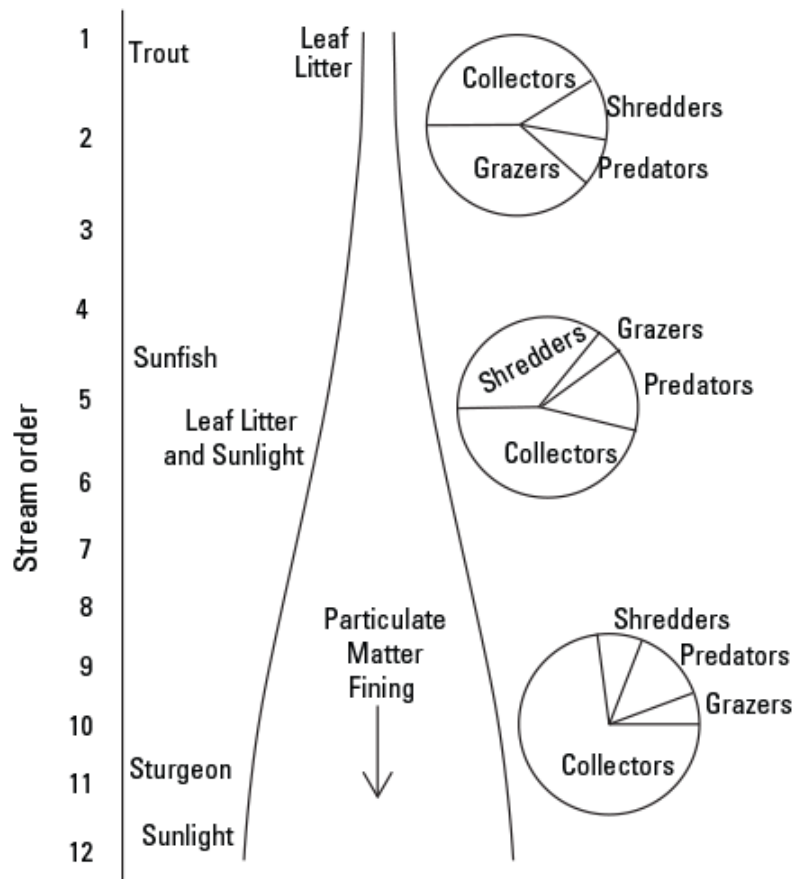 1
Trout
Leaf
Litter
Collectors
Shredders
2
Grazers
Predators
3
4
Sunfish
Shredders
Grazers
Predators
5
Leaf Litter
and Sunlight
Collectors
6
Stream order
7
8
Particulate
Matter
Fining
Shredders
Predators
9
Grazers
10
Collectors
Sturgeon
11
Sunlight
12